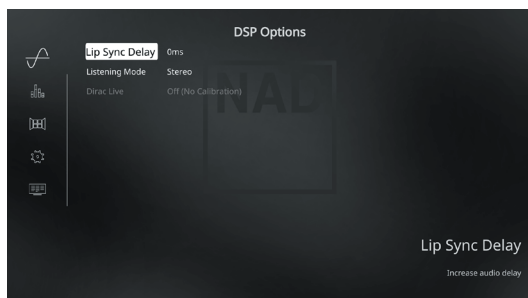 DSP Options
Lip Sync Delay 0ms
Listening Mode Stereo
Dirac Live Off (No Calibration)
NAD
Lip Sync Delay
Increase audio delay